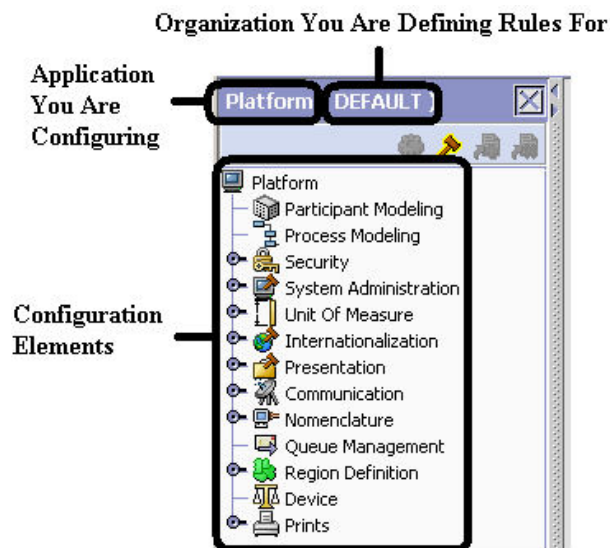 Organization You Are Defining Rules For
Application
You Are
Configuring
Platform DEFAULT )
Configuration
Elements
Platform
Participant Modeling
Process Modeling
Security
System Administration
Unit Of Measure
Internationalization
Presentation
Communication
Nomenclature
Queue Management
Region Definition
Device
Prints